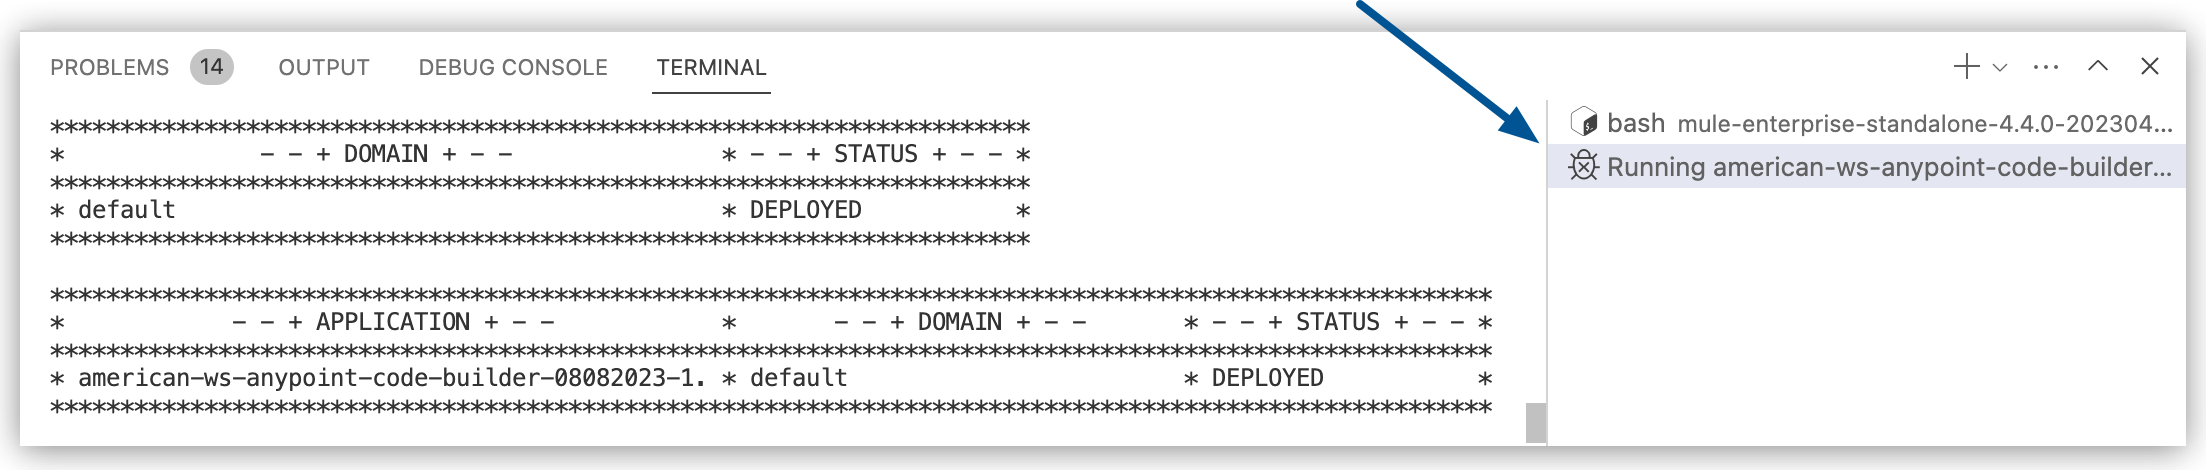 PROBLEMS 14 OUTPUT DEBUG CONSOLE TERMINAL
**********************************************************************
*              - - + DOMAIN + - -               * - - + STATUS + - - *
**********************************************************************
* default                                       * DEPLOYED           *
**********************************************************************
*******************************************************************************************************
*            - - + APPLICATION + - -            *       - - + DOMAIN + - -       * - - + STATUS + - - *
*******************************************************************************************************
* american-ws-anypoint-code-builder-08082023-1. * default                        * DEPLOYED           *
*******************************************************************************************************
bash mule-enterprise-standalone-4.4.0-202304...
Running american-ws-anypoint-code-builder...